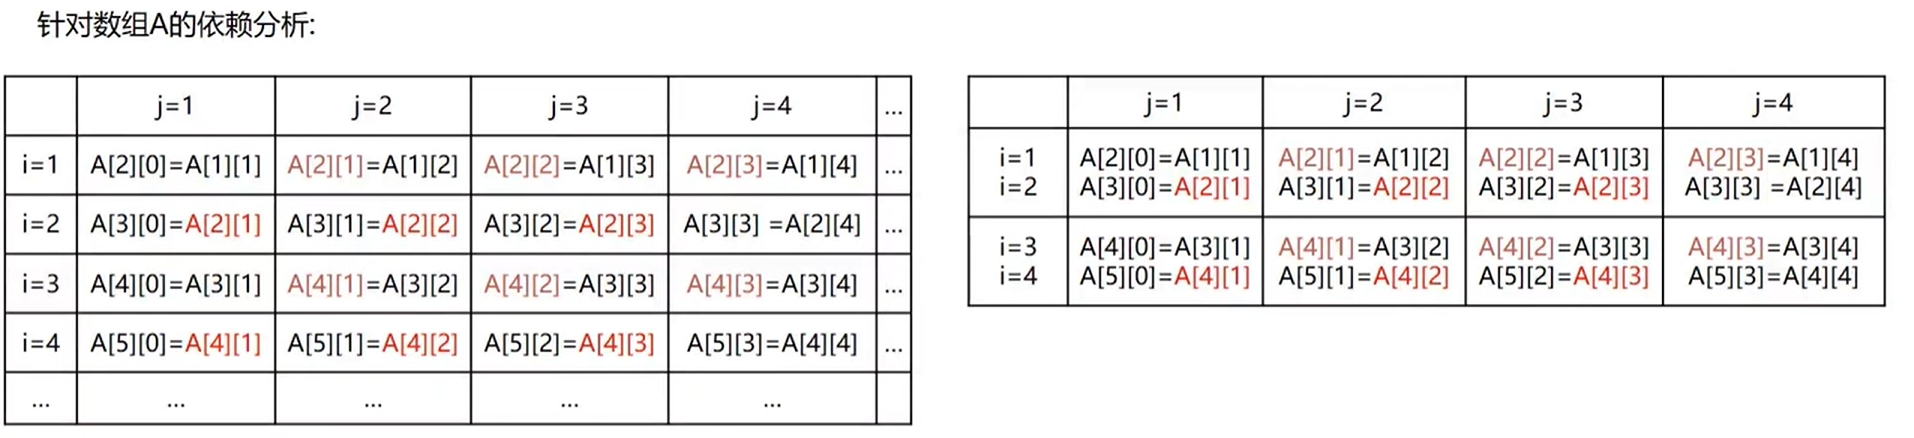 针对数组A的依赖分析:
j=1 j=2 j=3 j=4 ...
i=1 A[2][0]=A[1][1] A[2][1]=A[1][2] A[2][2]=A[1][3] A[2][3]=A[1][4] ...
i=2 A[3][0]=A[2][1] A[3][1]=A[2][2] A[3][2]=A[2][3] A[3][3] =A[2][4] ...
i=3 A[4][0]=A[3][1] A[4][1]=A[3][2] A[4][2]=A[3][3] A[4][3]=A[3][4] ...
i=4 A[5][0]=A[4][1] A[5][1]=A[4][2] A[5][2]=A[4][3] A[5][3]=A[4][4] ...
... ... ... ... ...
j=1 j=2 j=3 j=4
i=1 A[2][0]=A[1][1] A[2][1]=A[1][2] A[2][2]=A[1][3] A[2][3]=A[1][4]
i=2 A[3][0]=A[2][1] A[3][1]=A[2][2] A[3][2]=A[2][3] A[3][3] =A[2][4]
i=3 A[4][0]=A[3][1] A[4][1]=A[3][2] A[4][2]=A[3][3] A[4][3]=A[3][4]
i=4 A[5][0]=A[4][1] A[5][1]=A[4][2] A[5][2]=A[4][3] A[5][3]=A[4][4]